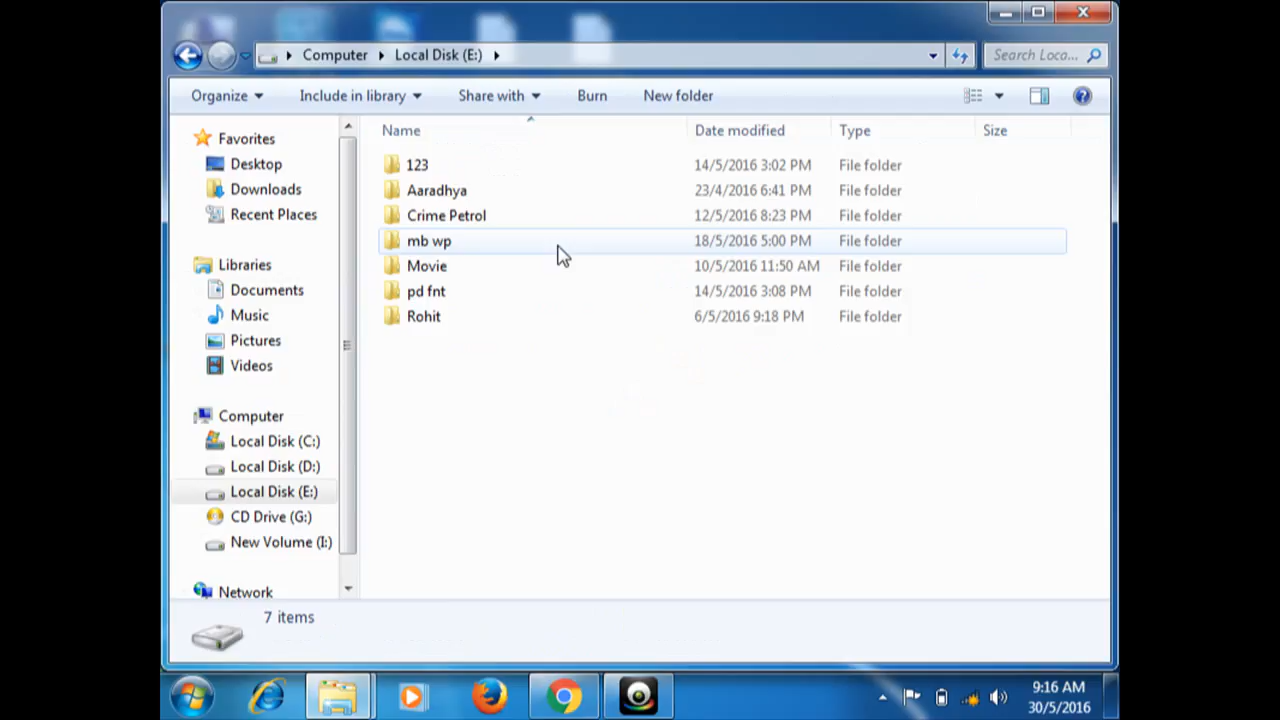 Computer Local Disk (E:) Search Loca...
Organize Include in library Share with Burn New folder
Favorites
Desktop
Downloads
Recent Places
Libraries
Documents
Music
Pictures
Videos
Computer
Local Disk (C:)
Local Disk (D:)
Local Disk (E:)
CD Drive (G:)
New Volume (I:)
Network
Name Date modified Type Size
123 14/5/2016 3:02 PM File folder
Aaradhya 23/4/2016 6:41 PM File folder
Crime Petrol 12/5/2016 8:23 PM File folder
mb wp 18/5/2016 5:00 PM File folder
Movie 10/5/2016 11:50 AM File folder
pd fnt 14/5/2016 3:08 PM File folder
Rohit 6/5/2016 9:18 PM File folder
7 items
9:16 AM
30/5/2016